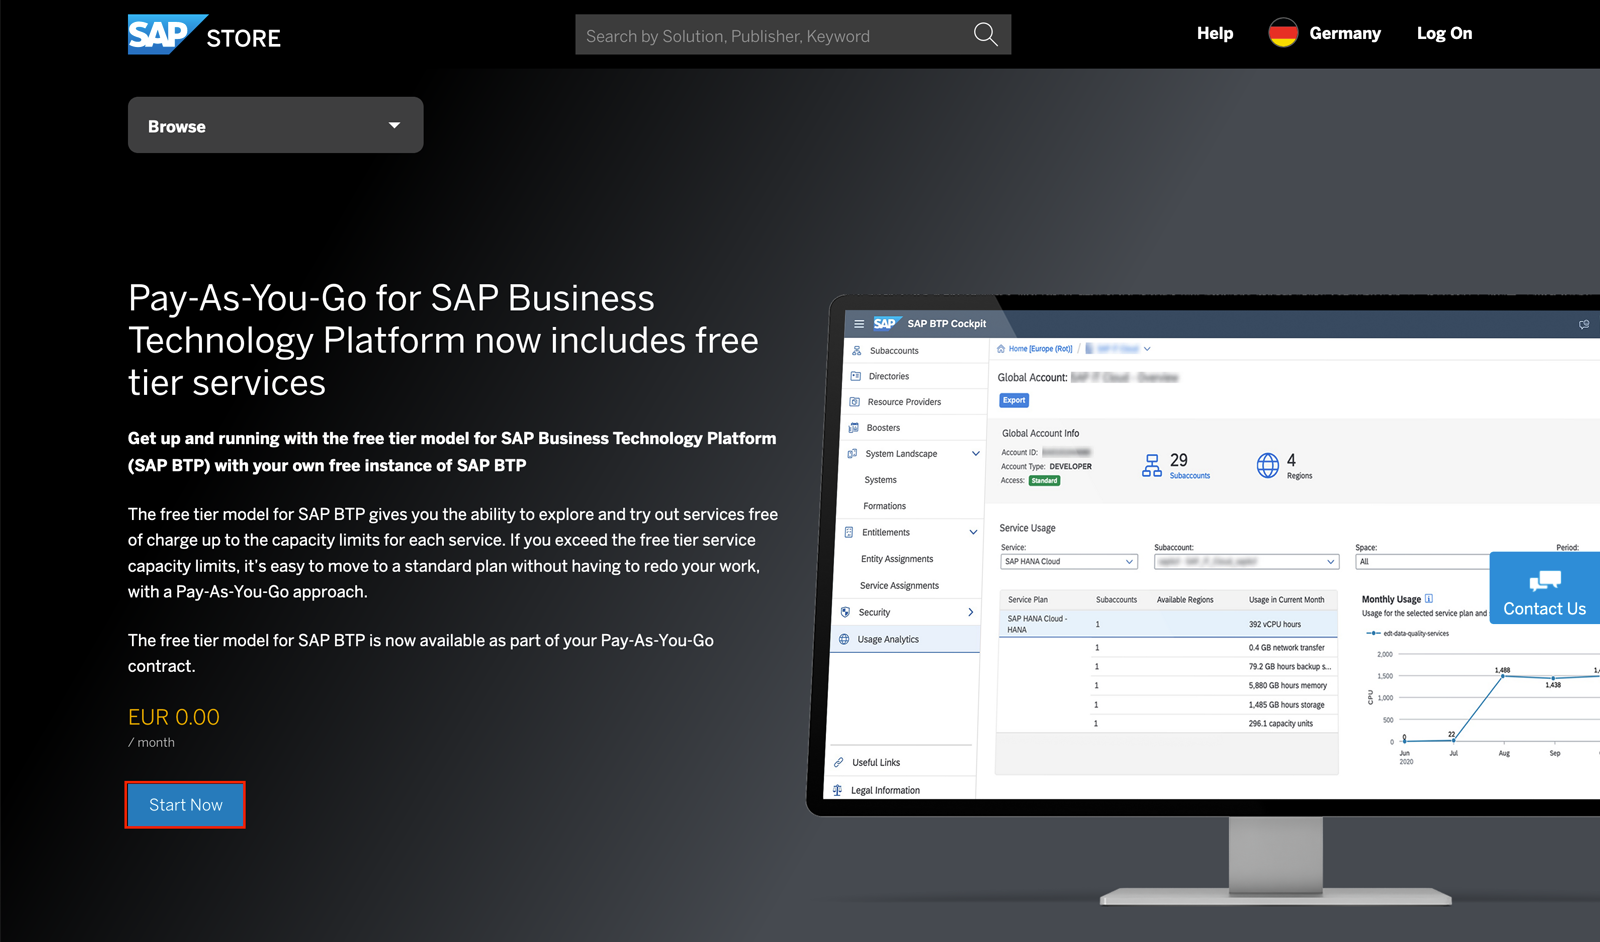 SAP STORE
Search by Solution, Publisher, Keyword
Help
Germany
Log On
Browse
Pay-As-You-Go for SAP Business
Technology Platform now includes free
tier services
Get up and running with the free tier model for SAP Business Technology Platform
(SAP BTP) with your own free instance of SAP BTP
The free tier model for SAP BTP gives you the ability to explore and try out services free
of charge up to the capacity limits for each service. If you exceed the free tier service
capacity limits, it's easy to move to a standard plan without having to redo your work,
with a Pay-As-You-Go approach.
The free tier model for SAP BTP is now available as part of your Pay-As-You-Go
contract.
EUR 0.00
/ month
Start Now
SAP SAP BTP Cockpit
Subaccounts
Directories
Resource Providers
Boosters
System Landscape
Systems
Formations
Entitlements
Entity Assignments
Service Assignments
Security
Usage Analytics
Useful Links
Legal Information
Home [Europe (Rot)] /
Global Account:
Export
Global Account Info
Account ID:
Account Type: DEVELOPER
Access: Standard
29
Subaccounts
4
Regions
Service Usage
Service: Subaccount: Space: Period:
SAP HANA Cloud All
Service Plan Subaccounts Available Regions Usage in Current Month
SAP HANA Cloud -
HANA
1 392 vCPU hours
1 0.4 GB network transfer
1 79.2 GB hours backup s...
1 5,880 GB hours memory
1 1,485 GB hours storage
1 296.1 capacity units
Monthly Usage
Usage for the selected service plan and
edt-data-quality-services
CPU
2,000
1,500
1,000
500
0
0
22
1,488
1,438
Jun
2020
Jul
Aug
Sep
Contact Us